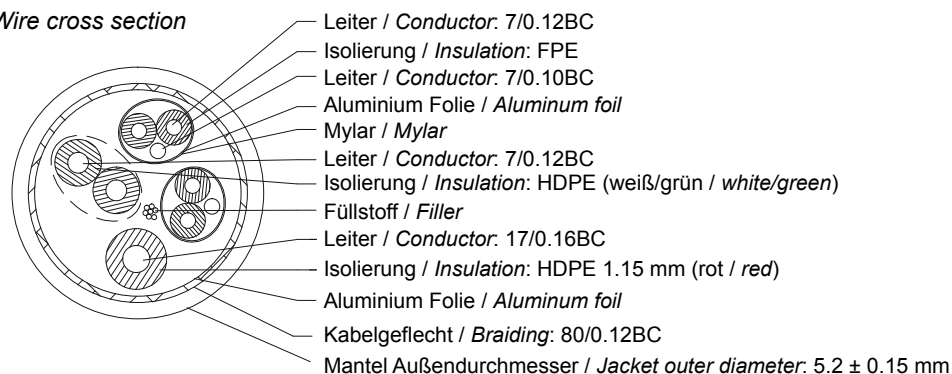 Wire cross section
Leiter / Conductor: 7/0.12BC
Isolierung / Insulation: FPE
Leiter / Conductor: 7/0.10BC
Aluminium Folie / Aluminum foil
Mylar / Mylar
Leiter / Conductor: 7/0.12BC
Isolierung / Insulation: HDPE (weiß/grün / white/green)
Füllstoff / Filler
Leiter / Conductor: 17/0.16BC
Isolierung / Insulation: HDPE 1.15 mm (rot / red)
Aluminium Folie / Aluminum foil
Kabelgeflecht / Braiding: 80/0.12BC
Mantel Außendurchmesser / Jacket outer diameter: 5.2 ± 0.15 mm